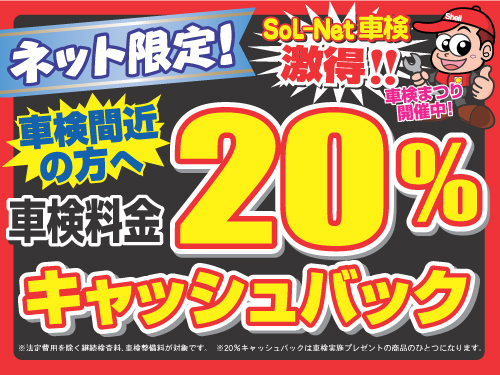 ネット限定!
SoL-Net車検
激得!!
Shell
車検まつり
開催中!
車検間近
の方へ
車検料金
20%
キャッシュバック
※法定費用を除く継続検査料、車検整備料が対象です。 ※20%キャッシュバックは車検実施プレゼントの商品のひとつになります。